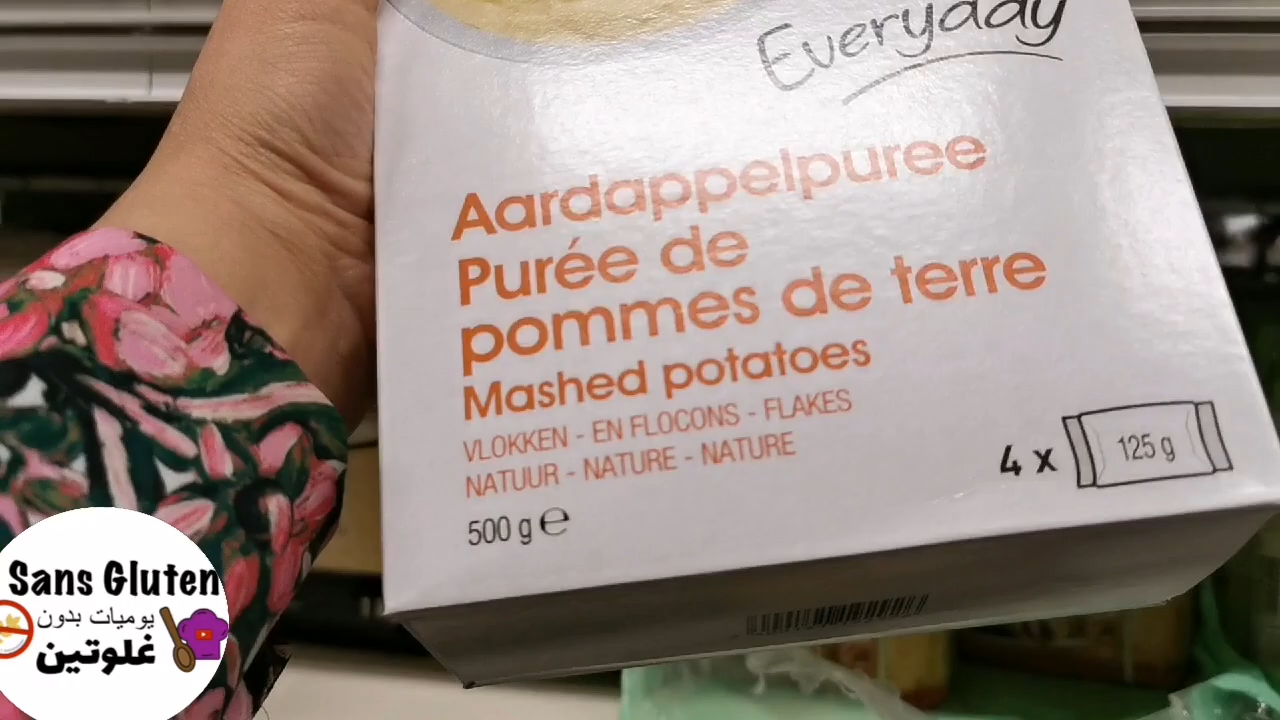 Everyday
Aardappelpuree
Purée de
pommes de terre
Mashed potatoes
VLOKKEN - EN FLOCONS - FLAKES
NATUUR - NATURE - NATURE
500 g e
4 x 125 g
Sans Gluten
يوميات بدون
غلوتين